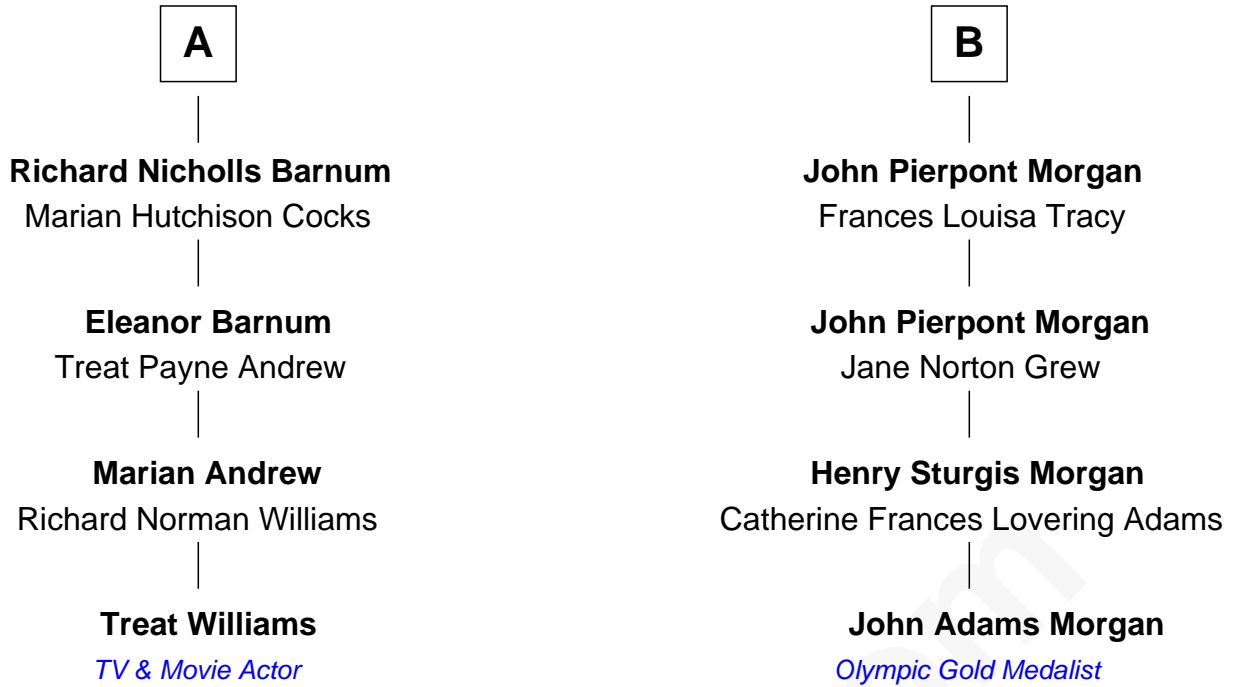 A
Richard Nicholls Barnum
Marian Hutchison Cocks
Eleanor Barnum
Treat Payne Andrew
Marian Andrew
Richard Norman Williams
Treat Williams
TV & Movie Actor
B
John Pierpont Morgan
Frances Louisa Tracy
John Pierpont Morgan
Jane Norton Grew
Henry Sturgis Morgan
Catherine Frances Lovering Adams
John Adams Morgan
Olympic Gold Medalist